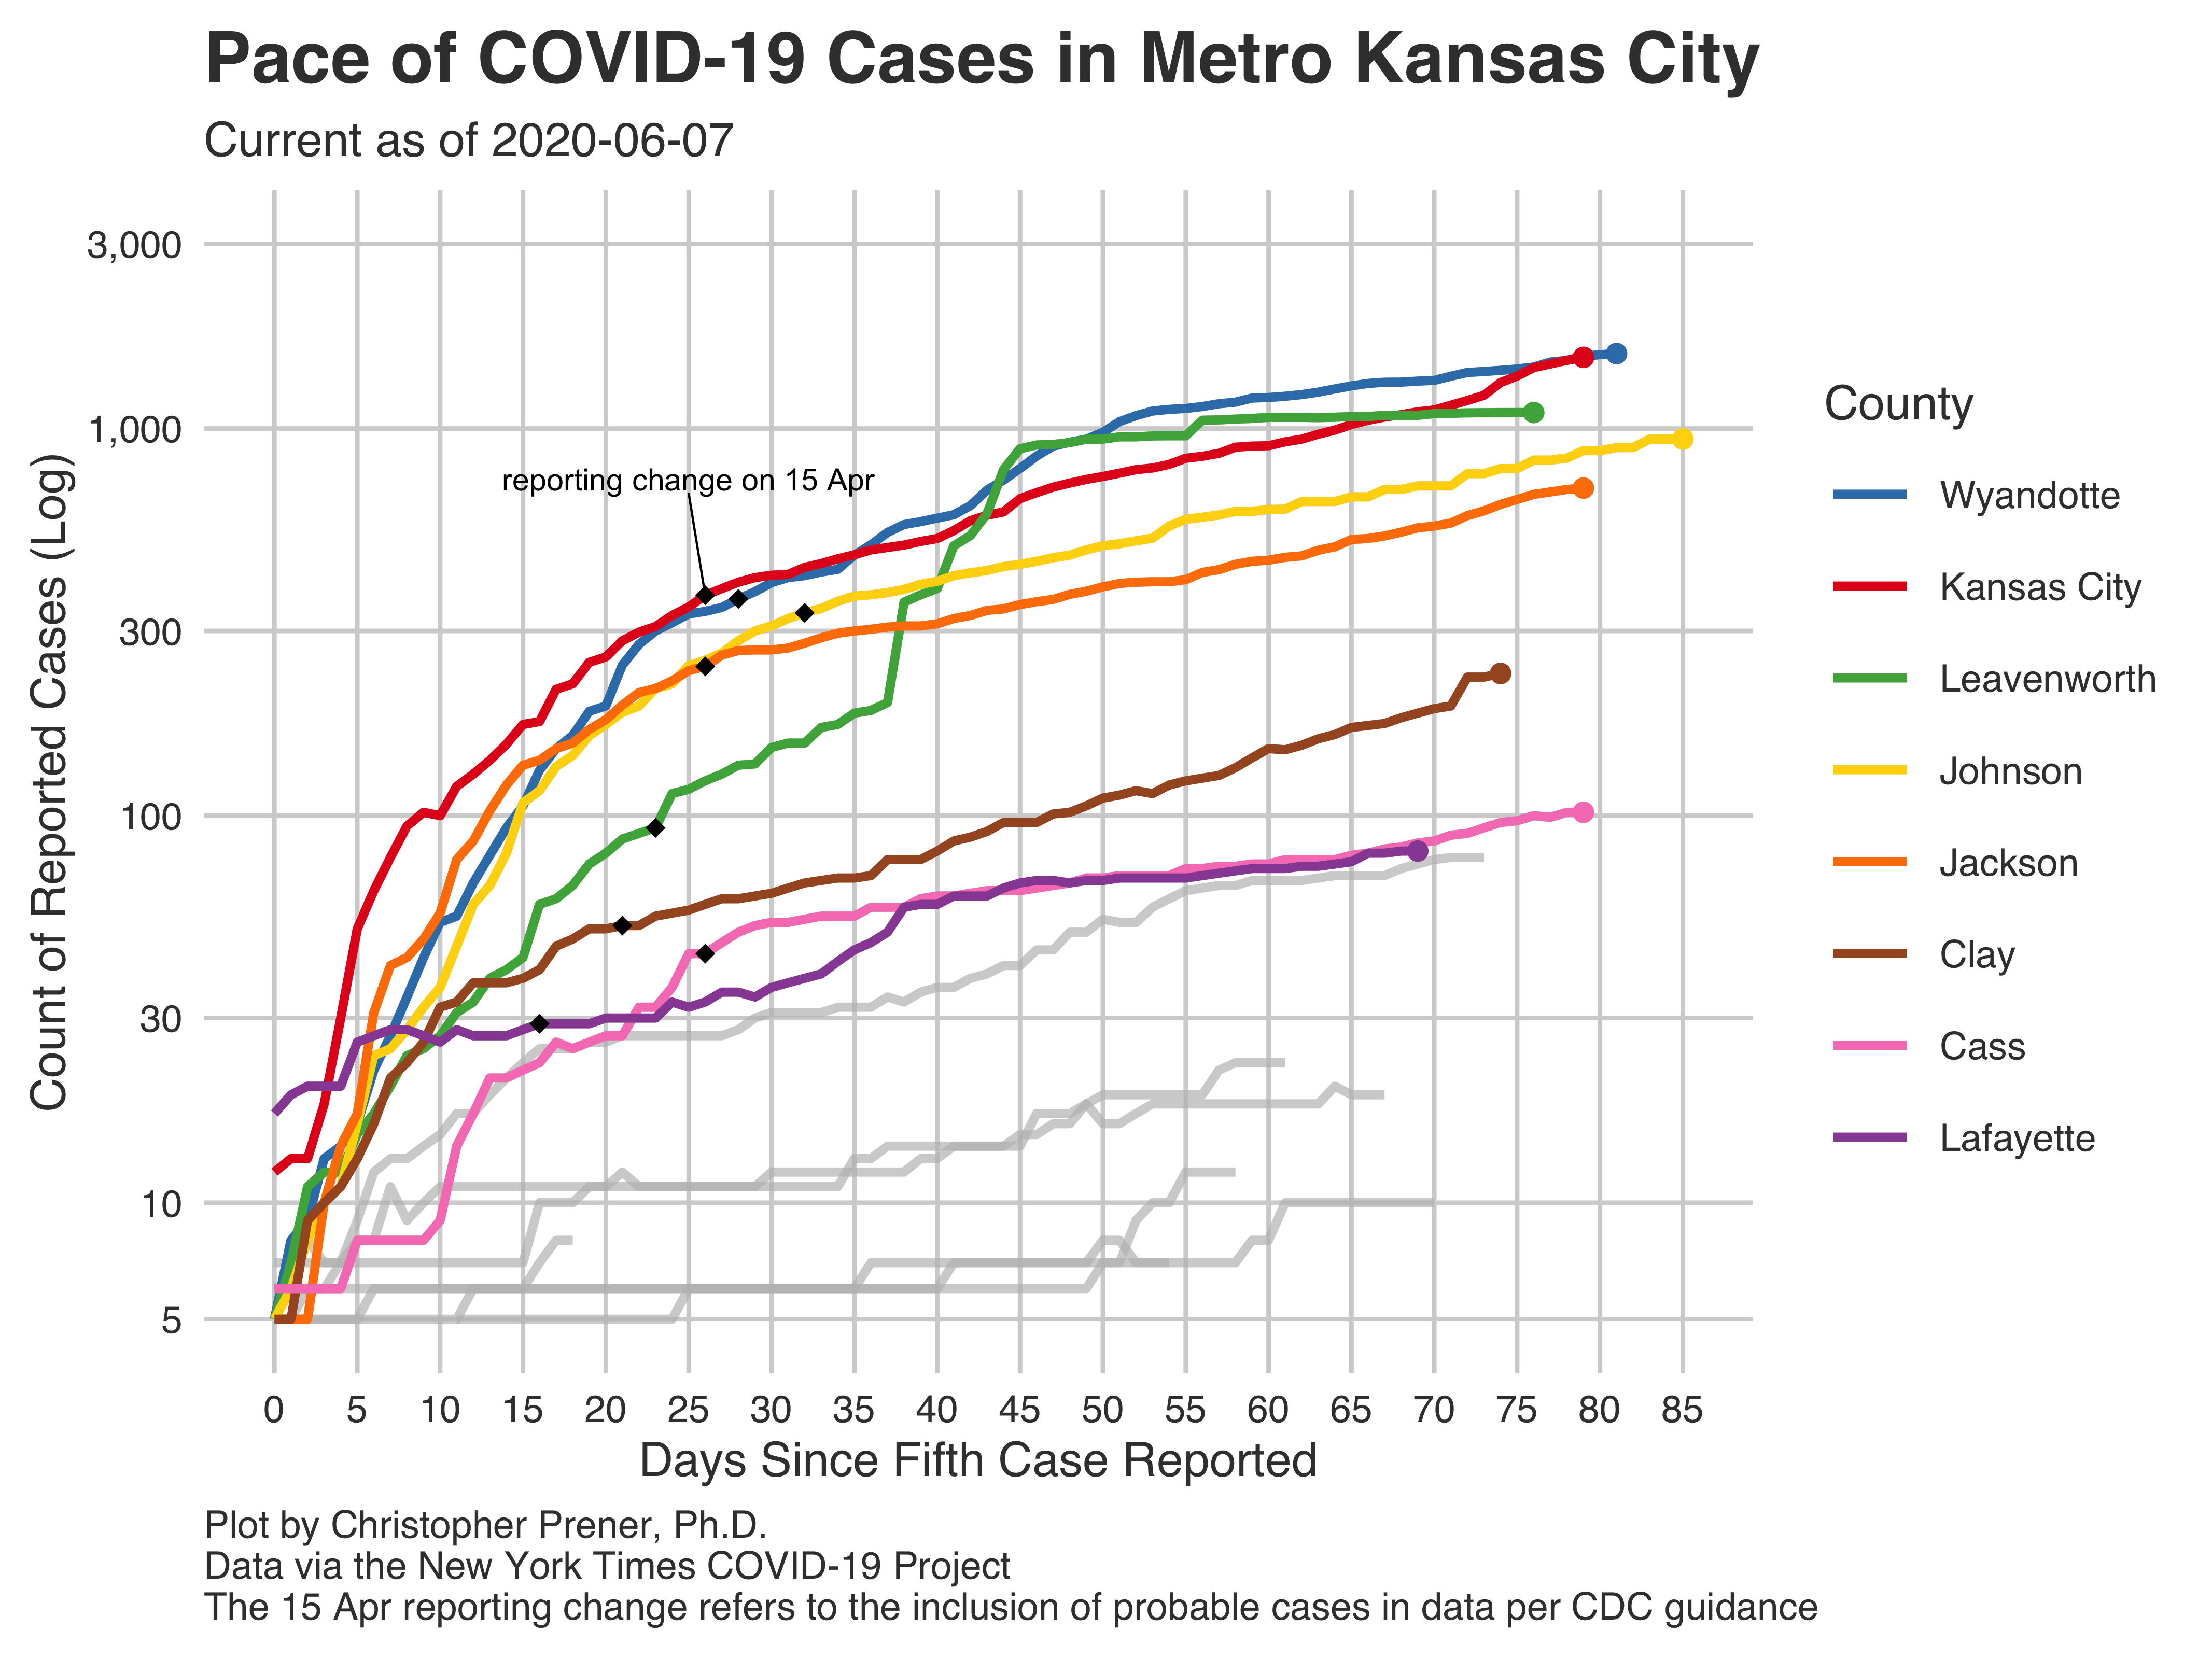 Pace of COVID-19 Cases in Metro Kansas City
Current as of 2020-06-07
Count of Reported Cases (Log)
3,000
1,000
300
100
30
10
5
reporting change on 15 Apr
0 5 10 15 20 25 30 35 40 45 50 55 60 65 70 75 80 85
Days Since Fifth Case Reported
County
Wyandotte
Kansas City
Leavenworth
Johnson
Jackson
Clay
Cass
Lafayette
Plot by Christopher Prener, Ph.D.
Data via the New York Times COVID-19 Project
The 15 Apr reporting change refers to the inclusion of probable cases in data per CDC guidance